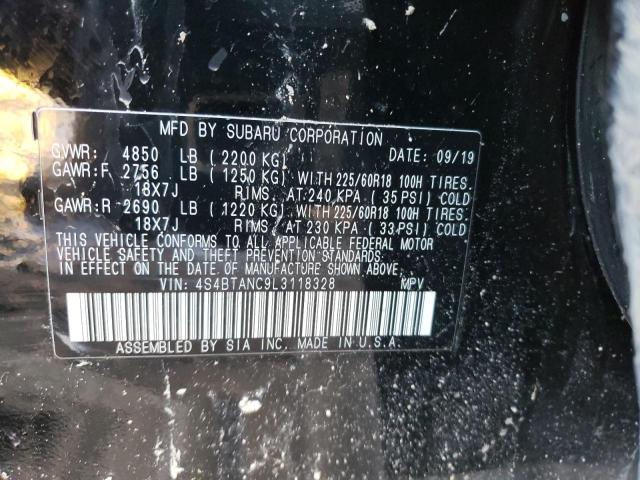 MFD BY SUBARU CORPORATION
GVWR: 4850 LB (2200 KG) DATE: 09/19
GAWR:F 2756 LB (1250 KG) WITH 225/60R18 100H TIRES.
18X7J RIMS. AT 240 KPA (35 PSI) COLD
GAWR:R 2690 LB (1220 KG) WITH 225/60R18 100H TIRES.
18X7J RIMS. AT 230 KPA (33 PSI) COLD
THIS VEHICLE CONFORMS TO ALL APPLICABLE FEDERAL MOTOR
VEHICLE SAFETY AND THEFT PREVENTION STANDARDS
IN EFFECT ON THE DATE OF MANUFACTURE SHOWN ABOVE.
VIN: 4S4BTANC9L3118328 MPV
ASSEMBLED BY SIA INC. MADE IN U.S.A.